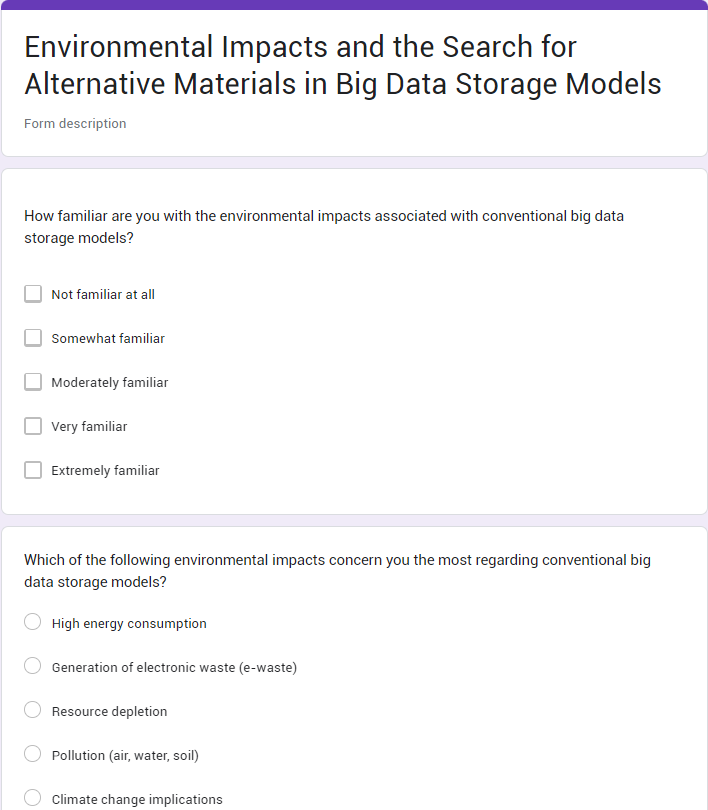 Environmental Impacts and the Search for
Alternative Materials in Big Data Storage Models
Form description
How familiar are you with the environmental impacts associated with conventional big data
storage models?
Not familiar at all
Somewhat familiar
Moderately familiar
Very familiar
Extremely familiar
Which of the following environmental impacts concern you the most regarding conventional big
data storage models?
High energy consumption
Generation of electronic waste (e-waste)
Resource depletion
Pollution (air, water, soil)
Climate change implications